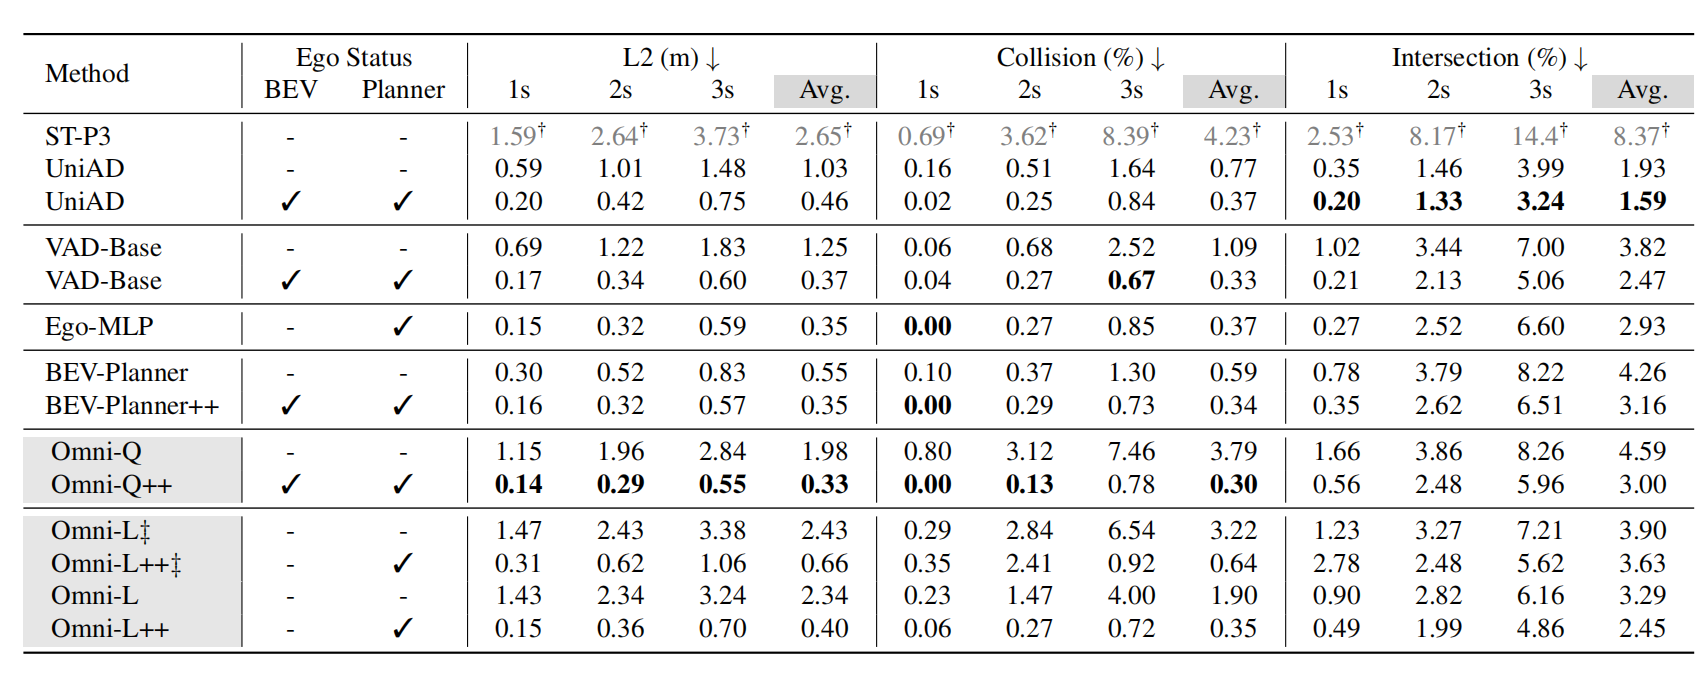 Method Ego Status L2 (m) ↓ Collision (%) ↓ Intersection (%) ↓
BEV Planner 1s 2s 3s Avg. 1s 2s 3s Avg. 1s 2s 3s Avg.
ST-P3 - - 1.59† 2.64† 3.73† 2.65† 0.69† 3.62† 8.39† 4.23† 2.53† 8.17† 14.4† 8.37†
UniAD - - 0.59 1.01 1.48 1.03 0.16 0.51 1.64 0.77 0.35 1.46 3.99 1.93
UniAD ✓ ✓ 0.20 0.42 0.75 0.46 0.02 0.25 0.84 0.37 0.20 1.33 3.24 1.59
VAD-Base - - 0.69 1.22 1.83 1.25 0.06 0.68 2.52 1.09 1.02 3.44 7.00 3.82
VAD-Base ✓ ✓ 0.17 0.34 0.60 0.37 0.04 0.27 0.67 0.33 0.21 2.13 5.06 2.47
Ego-MLP - ✓ 0.15 0.32 0.59 0.35 0.00 0.27 0.85 0.37 0.27 2.52 6.60 2.93
BEV-Planner - - 0.30 0.52 0.83 0.55 0.10 0.37 1.30 0.59 0.78 3.79 8.22 4.26
BEV-Planner++ ✓ ✓ 0.16 0.32 0.57 0.35 0.00 0.29 0.73 0.34 0.35 2.62 6.51 3.16
Omni-Q - - 1.15 1.96 2.84 1.98 0.80 3.12 7.46 3.79 1.66 3.86 8.26 4.59
Omni-Q++ ✓ ✓ 0.14 0.29 0.55 0.33 0.00 0.13 0.78 0.30 0.56 2.48 5.96 3.00
Omni-L‡ - - 1.47 2.43 3.38 2.43 0.29 2.84 6.54 3.22 1.23 3.27 7.21 3.90
Omni-L++‡ - ✓ 0.31 0.62 1.06 0.66 0.35 2.41 0.92 0.64 2.78 2.48 5.62 3.63
Omni-L - - 1.43 2.34 3.24 2.34 0.23 1.47 4.00 1.90 0.90 2.82 6.16 3.29
Omni-L++ - ✓ 0.15 0.36 0.70 0.40 0.06 0.27 0.72 0.35 0.49 1.99 4.86 2.45